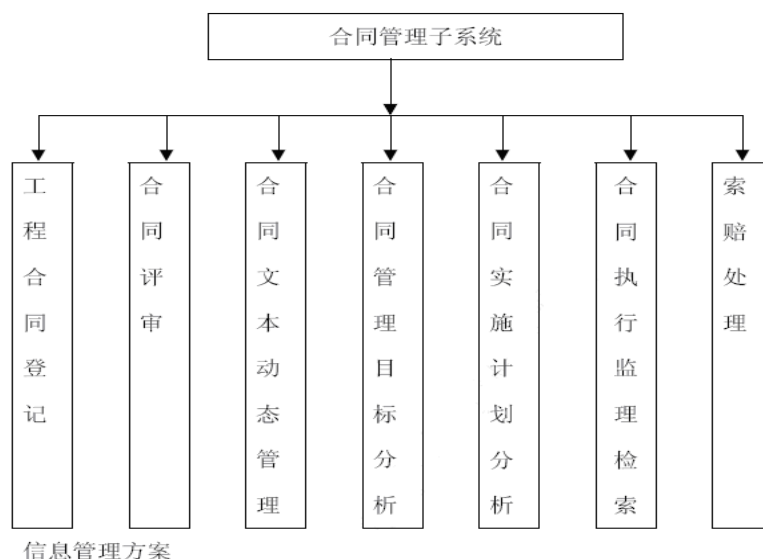 合同管理子系统
工程合同登记
合同评审
合同文本动态管理
合同管理目标分析
合同实施计划分析
合同执行监理检索
索赔处理
信息管理方案